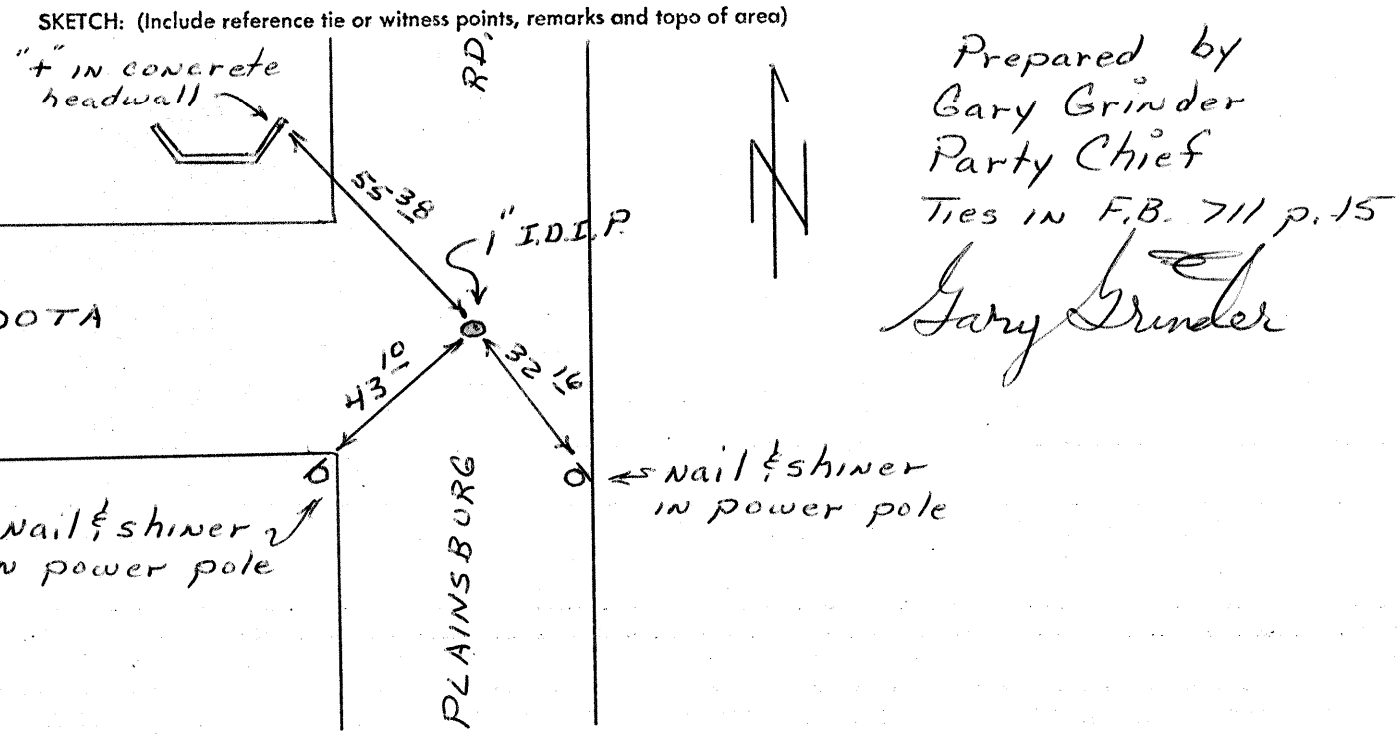 SKETCH: (Include reference tie or witness points, remarks and topo of area)
"+" IN concrete
headwall
RD.
Prepared by
Gary Grinder
Party Chief
Ties in F.B. 711 p. 15
Gary Grinder
55 38
1" I.D.I.P.
DOTA
43 10
32 16
Nail & shiner
in power pole
Nail & shiner
N power pole
PLAINSBURG